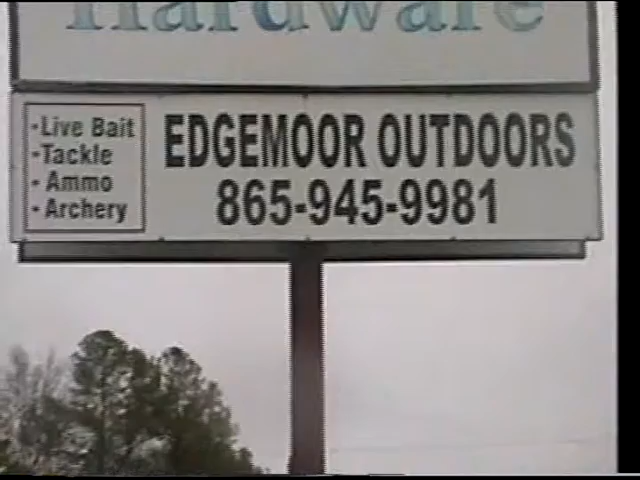 Hardware
EDGEMOOR OUTDOORS
865-945-9981
·Live Bait
·Tackle
· Ammo
· Archery